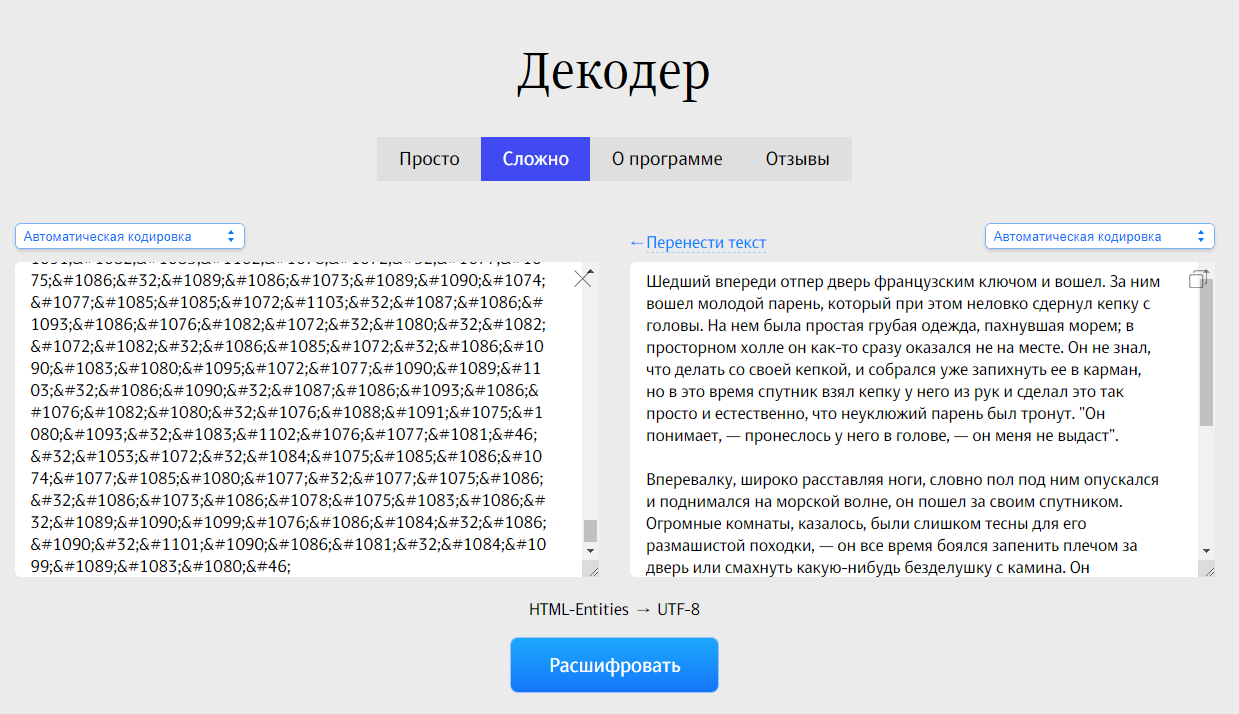 Декодер
Просто
Сложно
О программе
Отзывы
Автоматическая кодировка
←Перенести текст
Автоматическая кодировка
75;&#1086;&#32;&#1089;&#1086;&#1073;&#1089;&#1090;&#1074;
&#1077;&#1085;&#1085;&#1072;&#1103;&#32;&#1087;&#1086;&#
1093;&#1086;&#1076;&#1082;&#1072;&#32;&#1080;&#32;&#1082;
&#1072;&#1082;&#32;&#1086;&#1085;&#1072;&#32;&#1086;&#10
90;&#1083;&#1080;&#1095;&#1072;&#1077;&#1090;&#1089;&#11
03;&#32;&#1086;&#1090;&#32;&#1087;&#1086;&#1093;&#1086;&
#1076;&#1082;&#1080;&#32;&#1076;&#1088;&#1091;&#1075;&#1
080;&#1093;&#32;&#1083;&#1102;&#1076;&#1077;&#1081;&#46;
&#32;&#1053;&#1072;&#32;&#1084;&#1075;&#1085;&#1086;&#10
74;&#1077;&#1085;&#1080;&#1077;&#32;&#1077;&#1075;&#1086;
&#32;&#1086;&#1073;&#1086;&#1078;&#1075;&#1083;&#1086;&#
32;&#1089;&#1090;&#1099;&#1076;&#1086;&#1084;&#32;&#1086;
&#1090;&#32;&#1101;&#1090;&#1086;&#1081;&#32;&#1084;&#10
99;&#1089;&#1083;&#1080;&#46;
Шедший впереди отпер дверь французским ключом и вошел. За ним
вошел молодой парень, который при этом неловко сдернул кепку с
головы. На нем была простая грубая одежда, пахнувшая морем; в
просторном холле он как-то сразу оказался не на месте. Он не знал,
что делать со своей кепкой, и собрался уже запихнуть ее в карман,
но в это время спутник взял кепку у него из рук и сделал это так
просто и естественно, что неуклюжий парень был тронут. "Он
понимает, — пронеслось у него в голове, — он меня не выдаст".
Вперевалку, широко расставляя ноги, словно пол под ним опускался
и поднимался на морской волне, он пошел за своим спутником.
Огромные комнаты, казалось, были слишком тесны для его
размашистой походки, — он все время боялся запенить плечом за
дверь или смахнуть какую-нибудь безделушку с камина. Он
HTML-Entities → UTF-8
Расшифровать